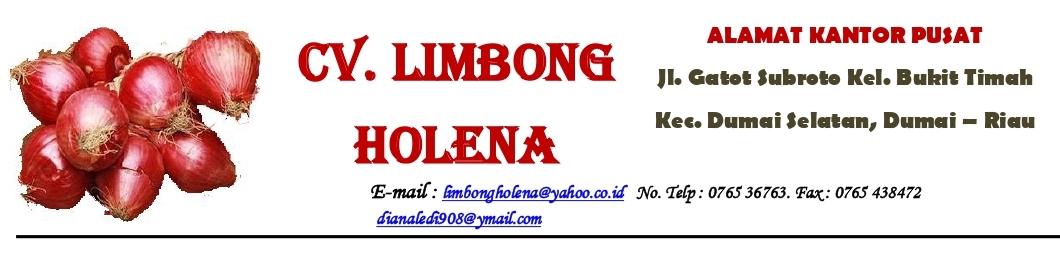 CV. LIMBONG
HOLENA
ALAMAT KANTOR PUSAT
Jl. Gatot Subroto Kel. Bukit Timah
Kec. Dumai Selatan, Dumai – Riau
E-mail : limbongholena@yahoo.co.id No. Telp : 0765 36763. Fax : 0765 438472
dianaledi908@ymail.com